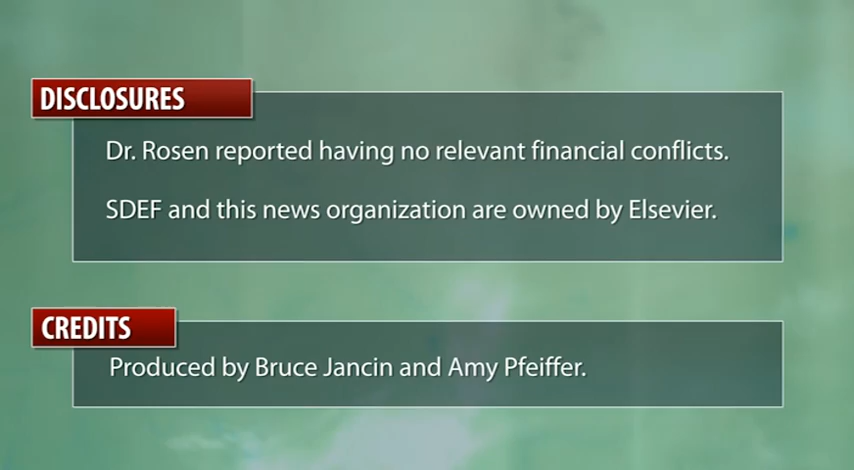 DISCLOSURES
Dr. Rosen reported having no relevant financial conflicts.
SDEF and this news organization are owned by Elsevier.
CREDITS
Produced by Bruce Jancin and Amy Pfeiffer.